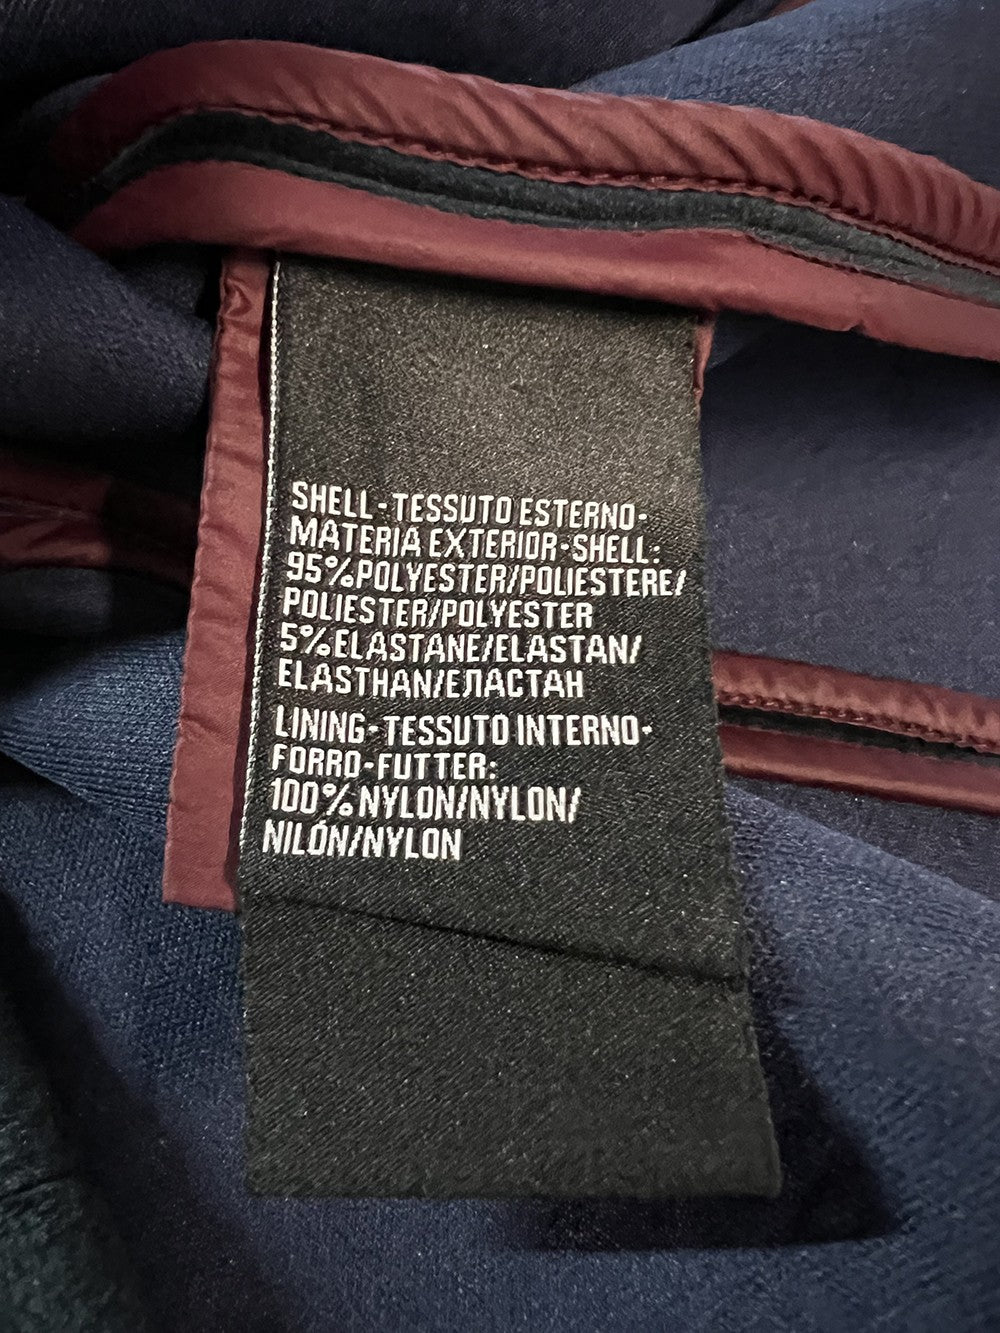 SHELL-TESSUTO ESTERNO-
MATERIA EXTERIOR-SHELL:
95%POLYESTER/POLIESTERE/
POLIESTER/POLYESTER
5%ELASTANE/ELASTAN/
ELASTHAN/ЕЛАСТАН
LINING-TESSUTO INTERNO-
FORRO-FUTTER:
100%NYLON/NYLON/
NILÓN/NYLON